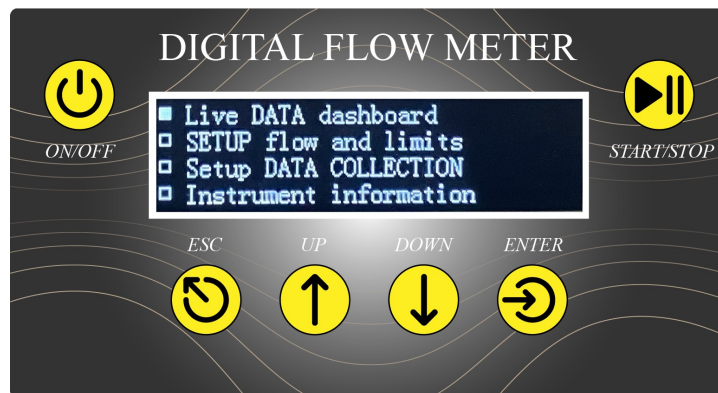 DIGITAL FLOW METER
ON/OFF
Live DATA dashboard
SETUP flow and limits
Setup DATA COLLECTION
Instrument information
START/STOP
ESC
UP
DOWN
ENTER